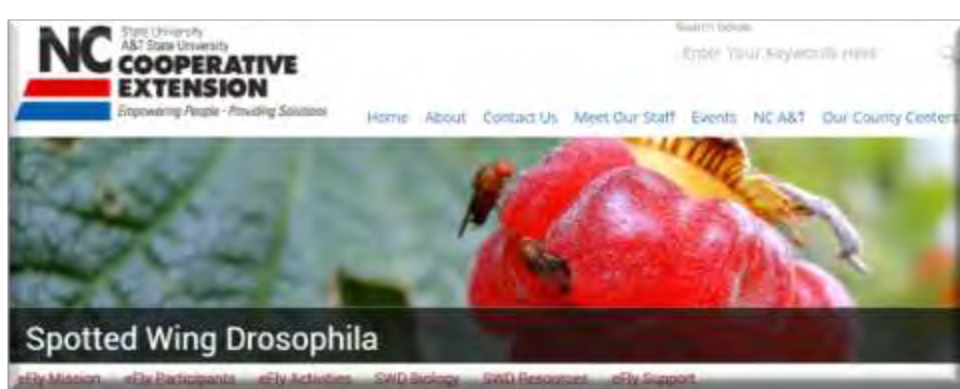 NC State University
A&T State University
COOPERATIVE
EXTENSION
Empowering People - Providing Solutions
Enter Your Keywords Here
Home About Contact Us Meet Our Staff Events NC A&T Our County Centers
Spotted Wing Drosophila
eFly Mission eFly Participants eFly Activities SWD Biology SWD Resources eFly Support